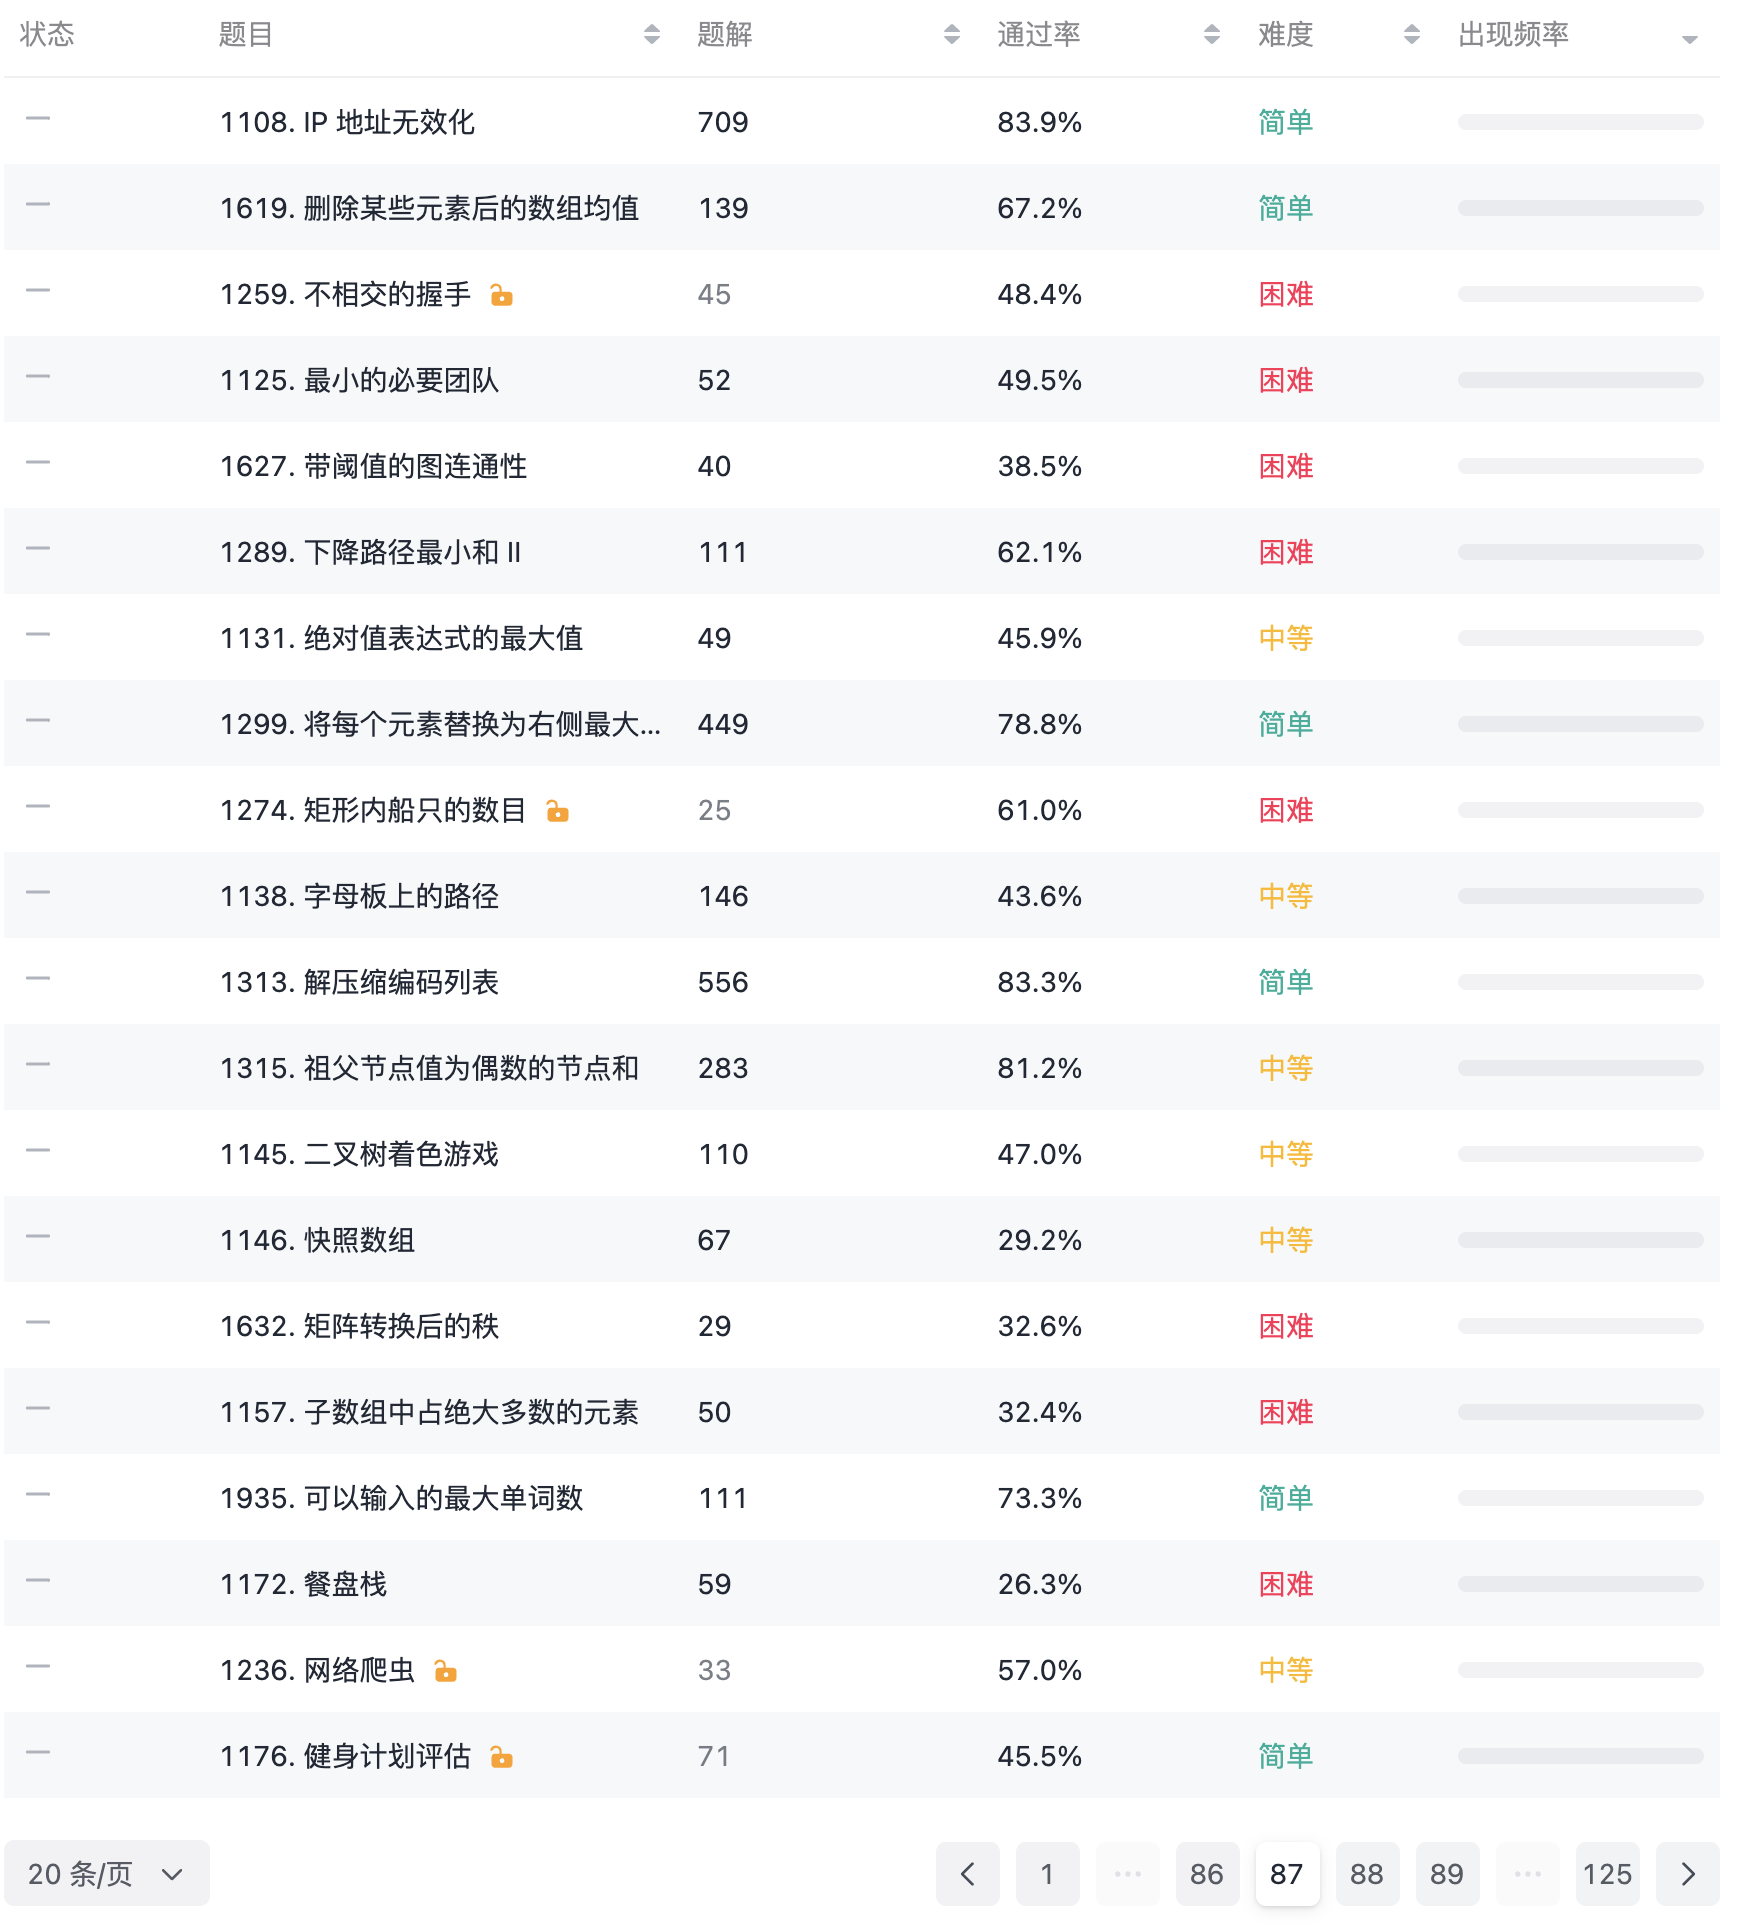 状态 题目 题解 通过率 难度 出现频率
1108. IP 地址无效化 709 83.9% 简单
1619. 删除某些元素后的数组均值 139 67.2% 简单
1259. 不相交的握手 45 48.4% 困难
1125. 最小的必要团队 52 49.5% 困难
1627. 带阈值的图连通性 40 38.5% 困难
1289. 下降路径最小和 II 111 62.1% 困难
1131. 绝对值表达式的最大值 49 45.9% 中等
1299. 将每个元素替换为右侧最大... 449 78.8% 简单
1274. 矩形内船只的数目 25 61.0% 困难
1138. 字母板上的路径 146 43.6% 中等
1313. 解压缩编码列表 556 83.3% 简单
1315. 祖父节点值为偶数的节点和 283 81.2% 中等
1145. 二叉树着色游戏 110 47.0% 中等
1146. 快照数组 67 29.2% 中等
1632. 矩阵转换后的秩 29 32.6% 困难
1157. 子数组中占绝大多数的元素 50 32.4% 困难
1935. 可以输入的最大单词数 111 73.3% 简单
1172. 餐盘栈 59 26.3% 困难
1236. 网络爬虫 33 57.0% 中等
1176. 健身计划评估 71 45.5% 简单
20 条/页 1 ... 86 87 88 89 ... 125